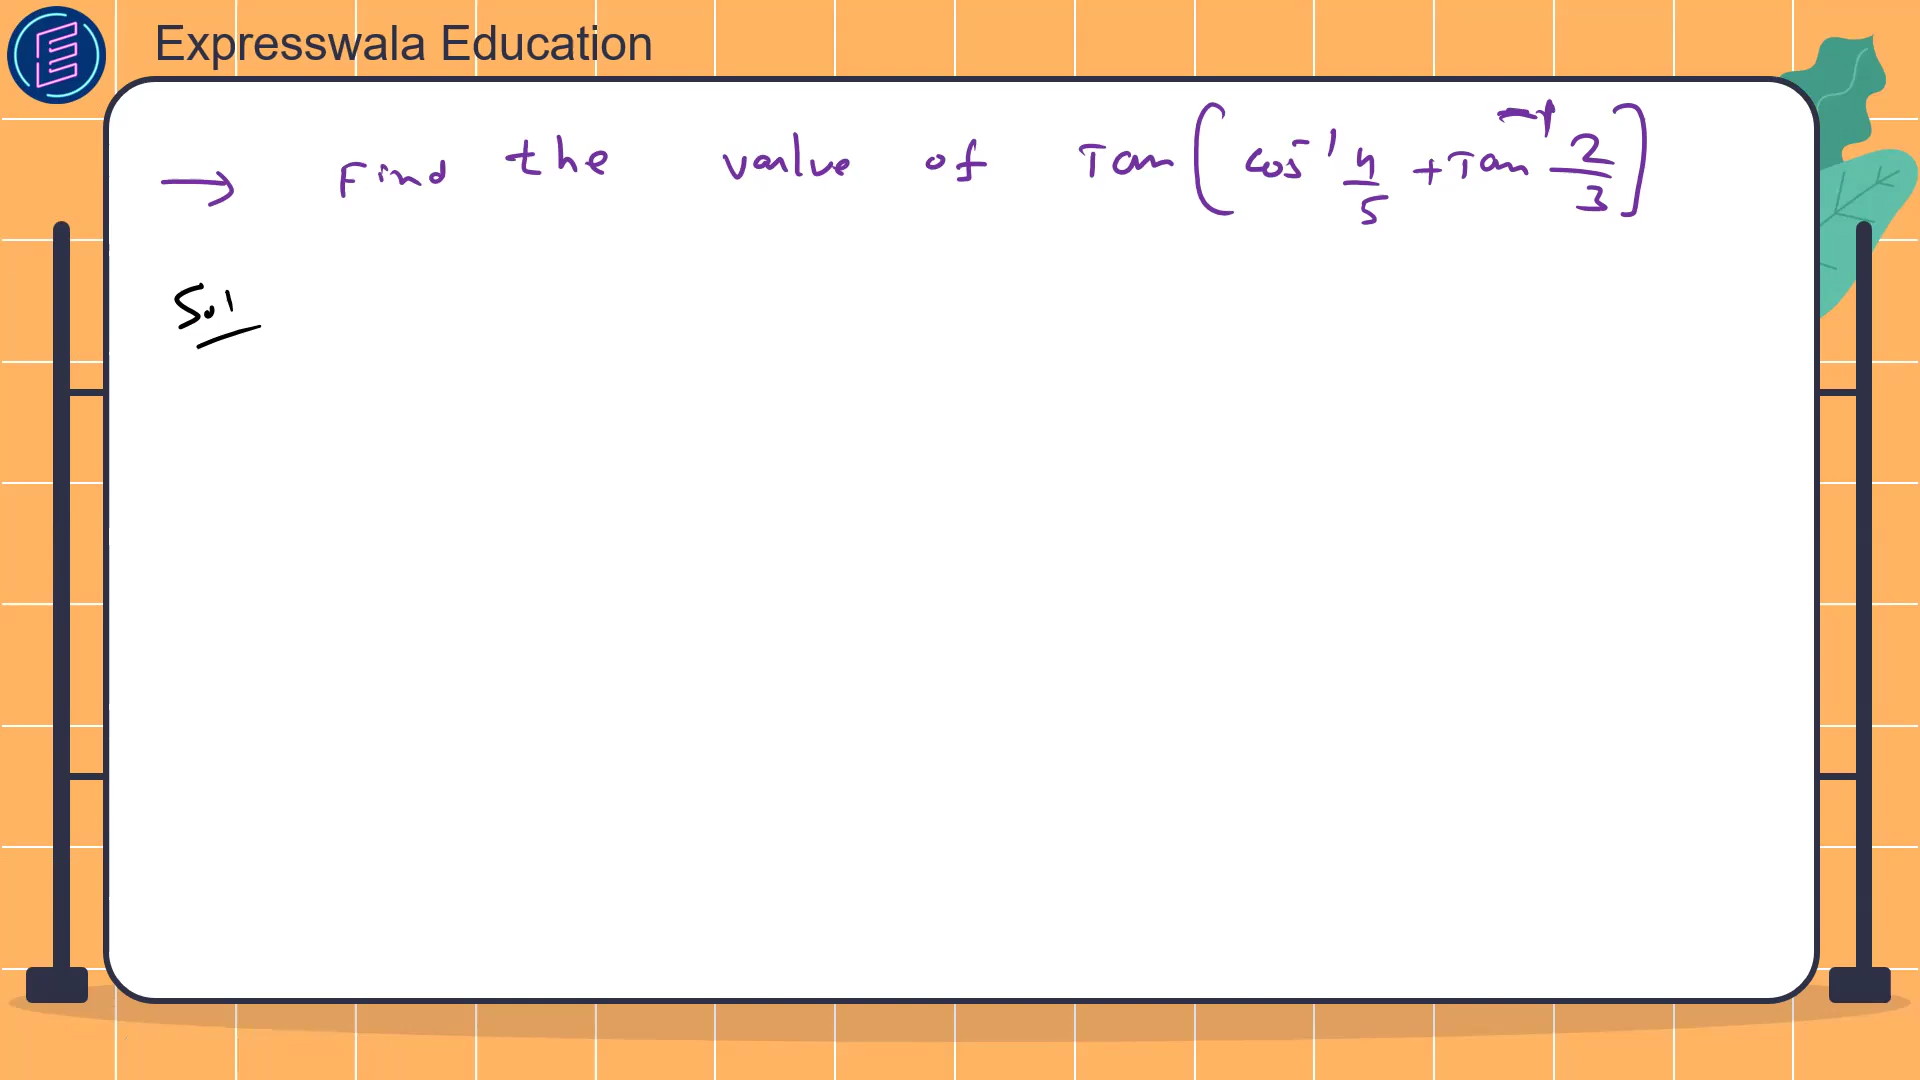 Expresswala Education
→ Find the value of Tan [cos⁻¹ 4/5 + Tan⁻¹ 2/3]
Sol